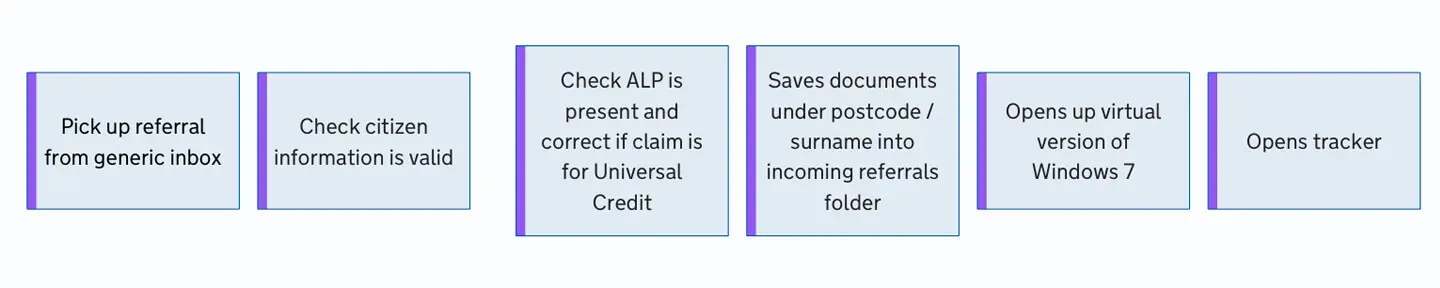 Pick up referral
from generic inbox
Check citizen
information is valid
Check ALP is
present and
correct if claim is
for Universal
Credit
Saves documents
under postcode /
surname into
incoming referrals
folder
Opens up virtual
version of
Windows 7
Opens tracker